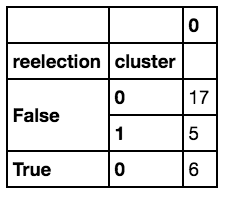 0
reelection cluster
False 0 17
1 5
True 0 6